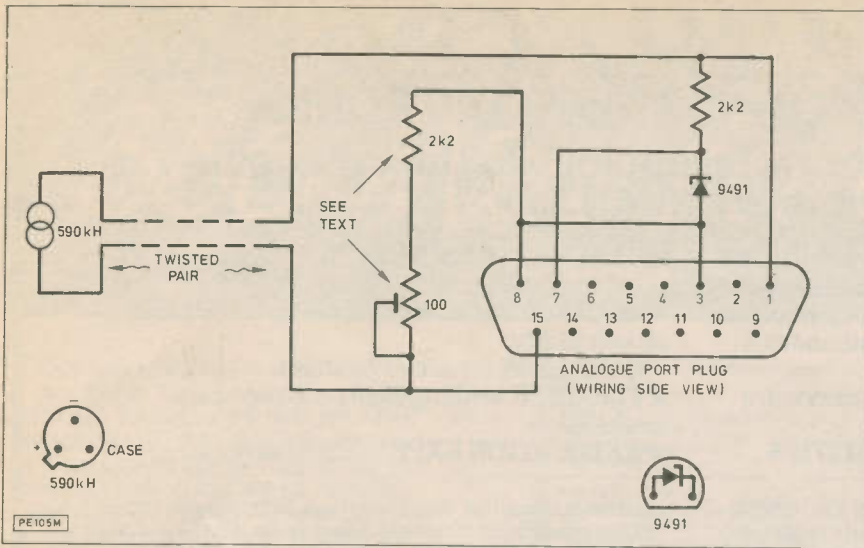 2k2
2k2
9491
SEE
TEXT
590kH
TWISTED
PAIR
100
8 7 6 5 4 3 2 1
15 14 13 12 11 10 9
ANALOGUE PORT PLUG
(WIRING SIDE VIEW)
–
+
CASE
590kH
9491
PE105M